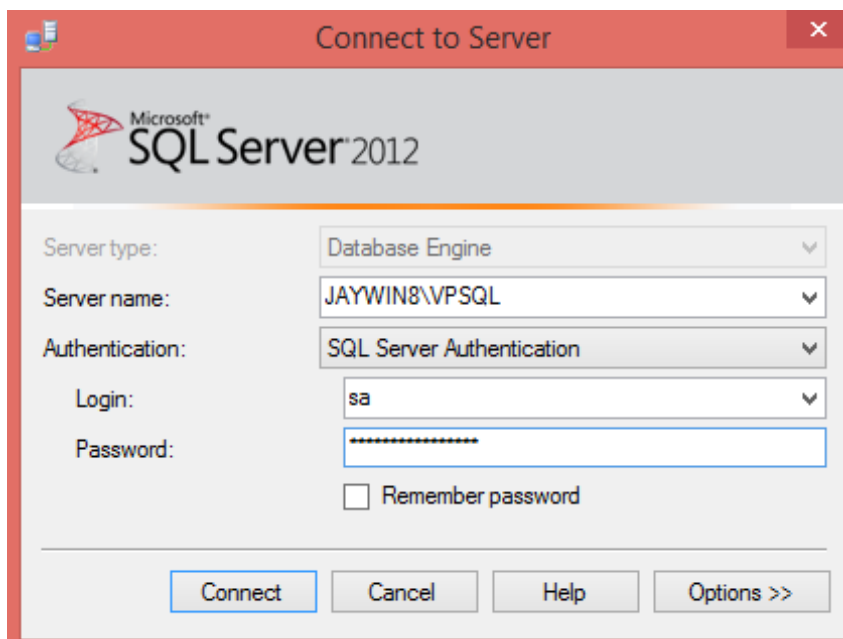 Connect to Server
Microsoft®
SQL Server® 2012
Server type: Database Engine
Server name: JAYWIN8\VPSQL
Authentication: SQL Server Authentication
Login: sa
Password: ****************
Remember password
Connect Cancel Help Options >>